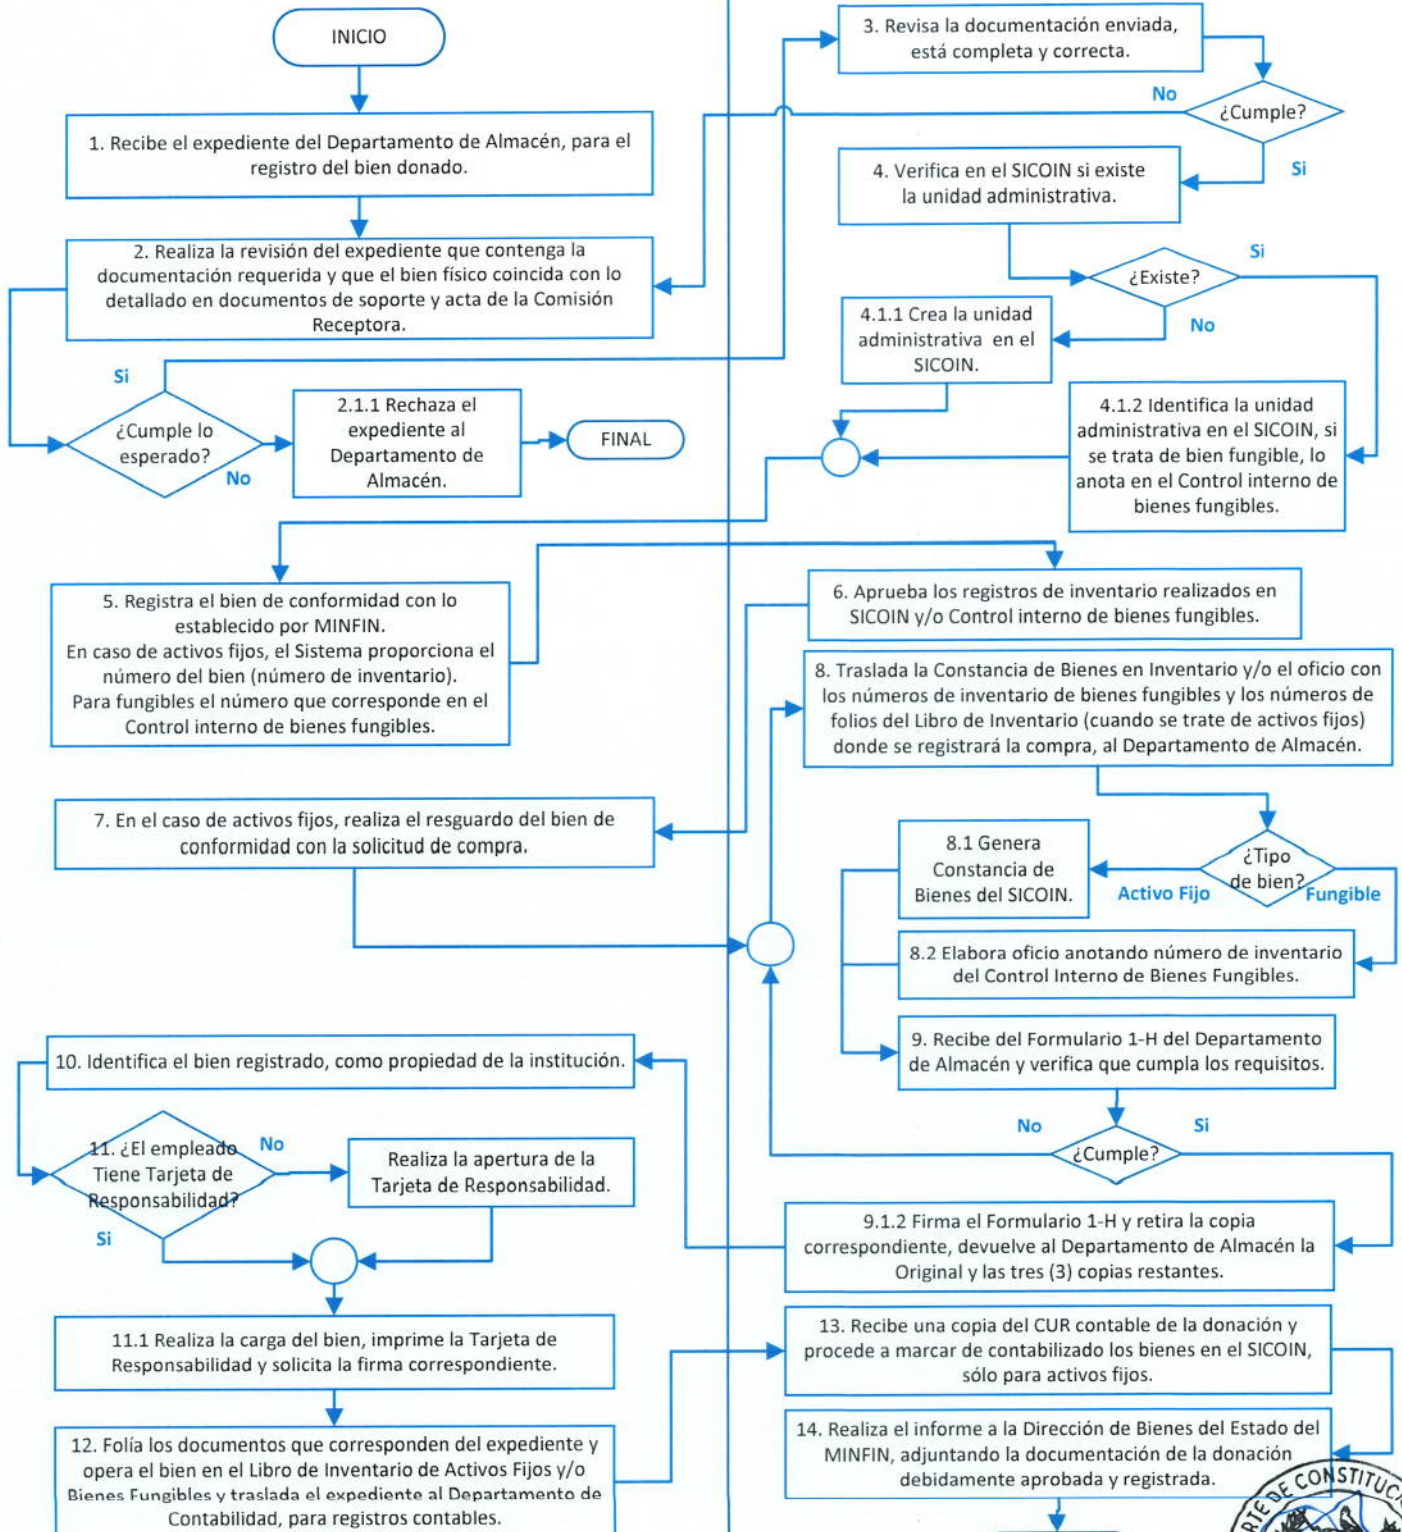 INICIO
1. Recibe el expediente del Departamento de Almacén, para el
registro del bien donado.
2. Realiza la revisión del expediente que contenga la
documentación requerida y que el bien físico coincida con lo
detallado en documentos de soporte y acta de la Comisión
Receptora.
Si
¿Cumple lo
esperado?
No
2.1.1 Rechaza el
expediente al
Departamento de
Almacén.
FINAL
3. Revisa la documentación enviada,
está completa y correcta.
No
¿Cumple?
Si
4. Verifica en el SICOIN si existe
la unidad administrativa.
¿Existe?
Si
No
4.1.1 Crea la unidad
administrativa en el
SICOIN.
4.1.2 Identifica la unidad
administrativa en el SICOIN, si
se trata de bien fungible, lo
anota en el Control interno de
bienes fungibles.
5. Registra el bien de conformidad con lo
establecido por MINFIN.
En caso de activos fijos, el Sistema proporciona el
número del bien (número de inventario).
Para fungibles el número que corresponde en el
Control interno de bienes fungibles.
6. Aprueba los registros de inventario realizados en
SICOIN y/o Control interno de bienes fungibles.
7. En el caso de activos fijos, realiza el resguardo del bien de
conformidad con la solicitud de compra.
8. Traslada la Constancia de Bienes en Inventario y/o el oficio con
los números de inventario de bienes fungibles y los números de
folios del Libro de Inventario (cuando se trate de activos fijos)
donde se registrará la compra, al Departamento de Almacén.
¿Tipo
de bien?
Activo Fijo
Fungible
8.1 Genera
Constancia de
Bienes del SICOIN.
8.2 Elabora oficio anotando número de inventario
del Control Interno de Bienes Fungibles.
9. Recibe del Formulario 1-H del Departamento
de Almacén y verifica que cumpla los requisitos.
No
¿Cumple?
Si
9.1.2 Firma el Formulario 1-H y retira la copia
correspondiente, devuelve al Departamento de Almacén la
Original y las tres (3) copias restantes.
10. Identifica el bien registrado, como propiedad de la institución.
11. ¿El empleado
Tiene Tarjeta de
Responsabilidad?
No
Si
Realiza la apertura de la
Tarjeta de Responsabilidad.
11.1 Realiza la carga del bien, imprime la Tarjeta de
Responsabilidad y solicita la firma correspondiente.
12. Folía los documentos que corresponden del expediente y
opera el bien en el Libro de Inventario de Activos Fijos y/o
Bienes Fungibles y traslada el expediente al Departamento de
Contabilidad, para registros contables.
13. Recibe una copia del CUR contable de la donación y
procede a marcar de contabilizado los bienes en el SICOIN,
sólo para activos fijos.
14. Realiza el informe a la Dirección de Bienes del Estado del
MINFIN, adjuntando la documentación de la donación
debidamente aprobada y registrada.
DE CONSTITUC